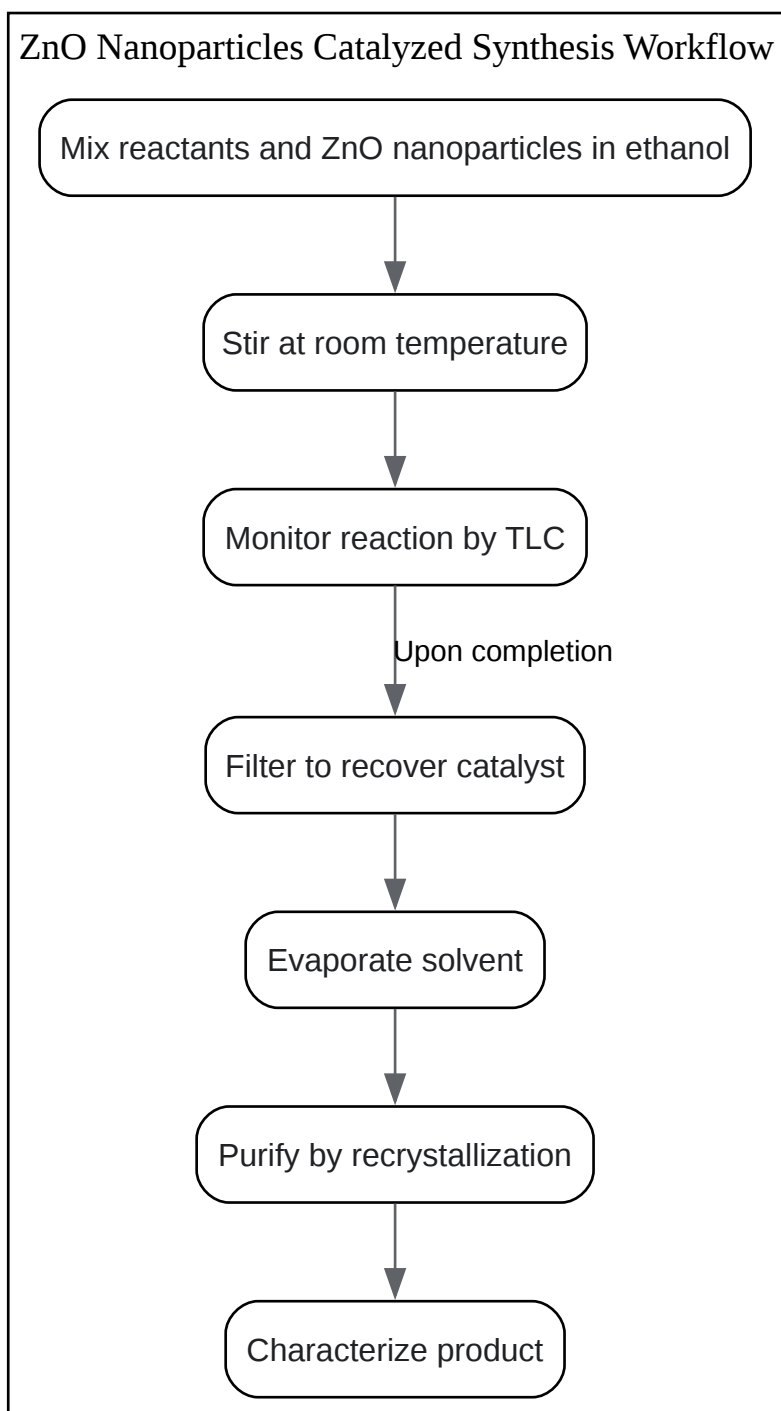 ZnO Nanoparticles Catalyzed Synthesis Workflow
Mix reactants and ZnO nanoparticles in ethanol
Stir at room temperature
Monitor reaction by TLC
Upon completion
Filter to recover catalyst
Evaporate solvent
Purify by recrystallization
Characterize product